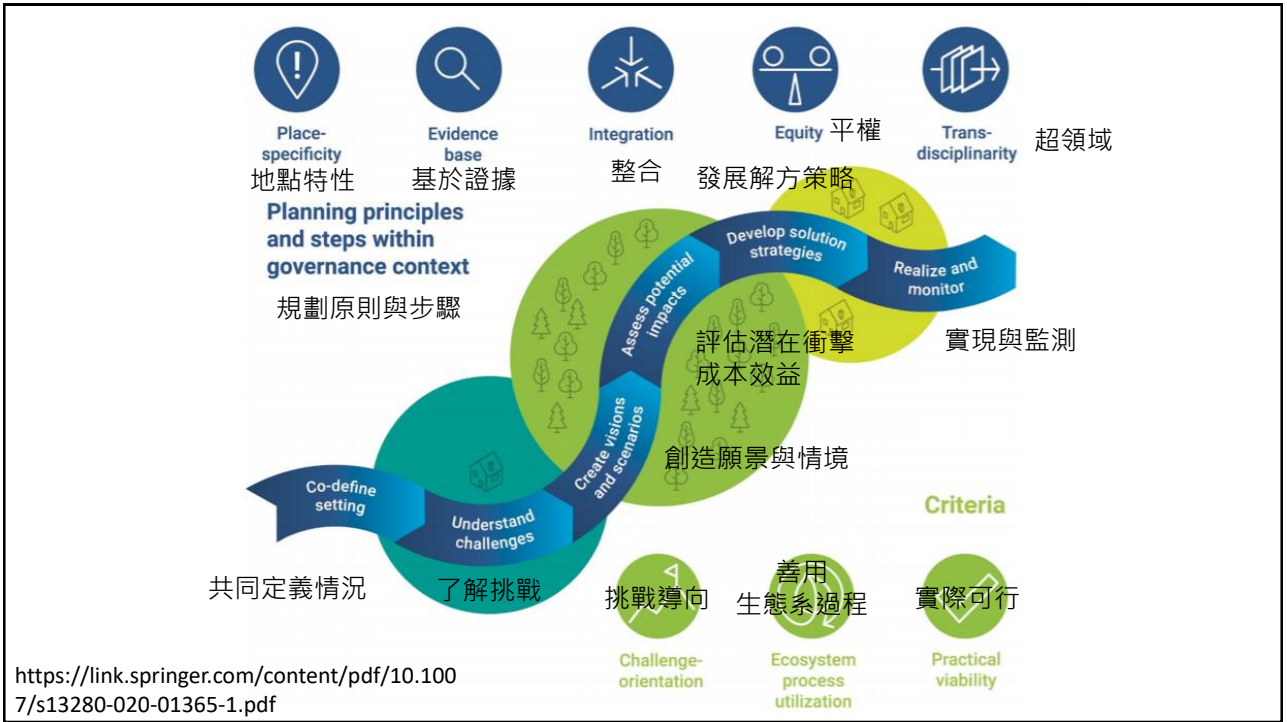 Place-
specificity
地點特性
Evidence
base
基於證據
Integration
整合
Equity 平權
Trans-
disciplinarity
超領域
Planning principles
and steps within
governance context
規劃原則與步驟
發展解方策略
Develop solution
strategies
Realize and
monitor
實現與監測
Assess potential
impacts
評估潛在衝擊
成本效益
Create visions
and scenarios
創造願景與情境
Co-define
setting
共同定義情況
Understand
challenges
了解挑戰
Criteria
挑戰導向
Challenge-
orientation
善用
生態系過程
Ecosystem
process
utilization
實際可行
Practical
viability
https://link.springer.com/content/pdf/10.100
7/s13280-020-01365-1.pdf